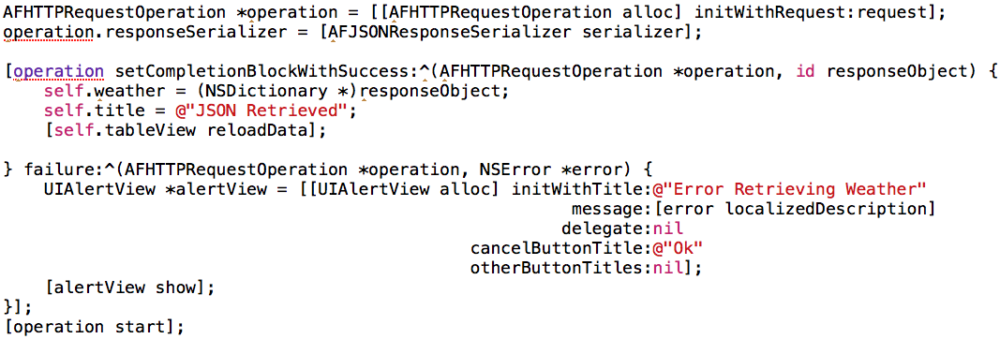 AFHTTPRequestOperation *operation = [[AFHTTPRequestOperation alloc] initWithRequest:request];
operation.responseSerializer = [AFJSONResponseSerializer serializer];

[operation setCompletionBlockWithSuccess:^(AFHTTPRequestOperation *operation, id responseObject) {
    self.weather = (NSDictionary *)responseObject;
    self.title = @"JSON Retrieved";
    [self.tableView reloadData];

} failure:^(AFHTTPRequestOperation *operation, NSError *error) {
    UIAlertView *alertView = [[UIAlertView alloc] initWithTitle:@"Error Retrieving Weather"
                                                        message:[error localizedDescription]
                                                       delegate:nil
                                              cancelButtonTitle:@"Ok"
                                              otherButtonTitles:nil];
    [alertView show];
}];
[operation start];